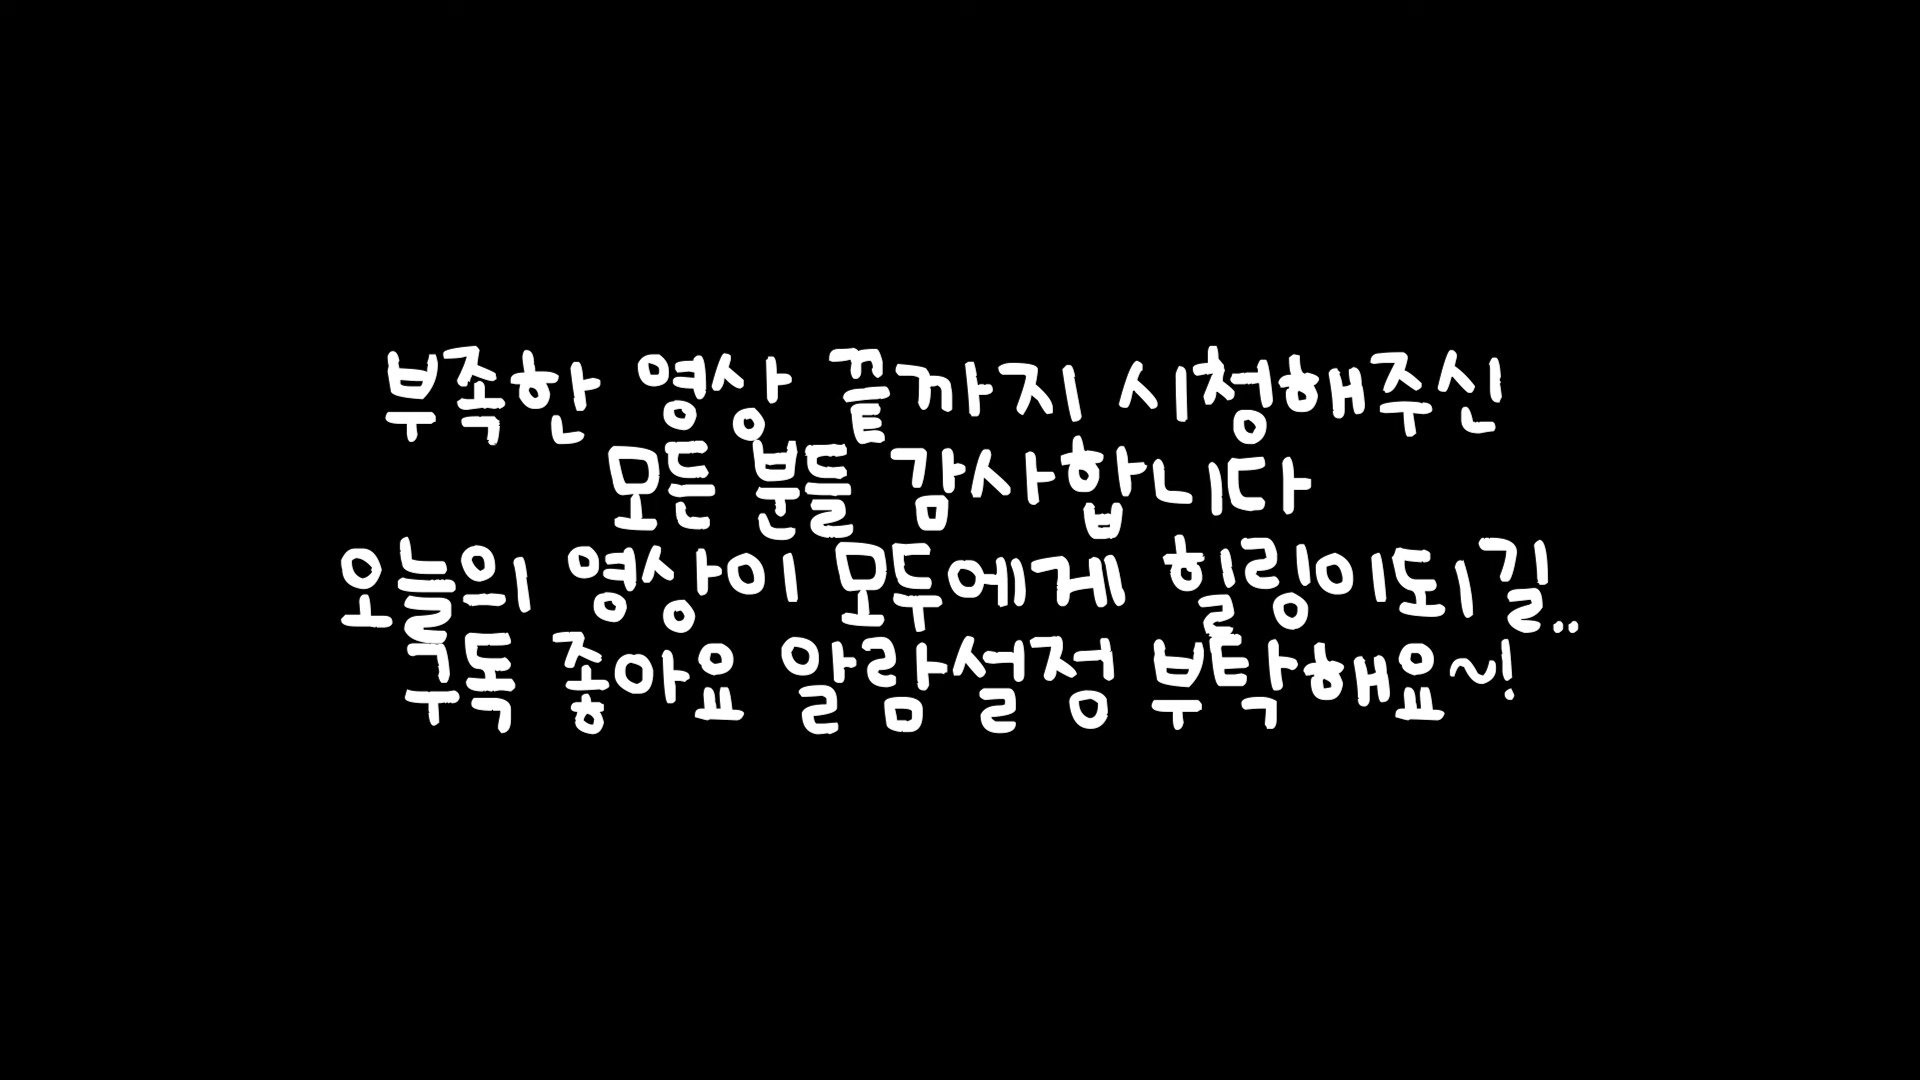 부족한 영상 끝까지 시청해주신
모든 분들 감사합니다
오늘의 영상이 모두에게 힐링이되길..
구독 좋아요 알람설정 부탁해요~!